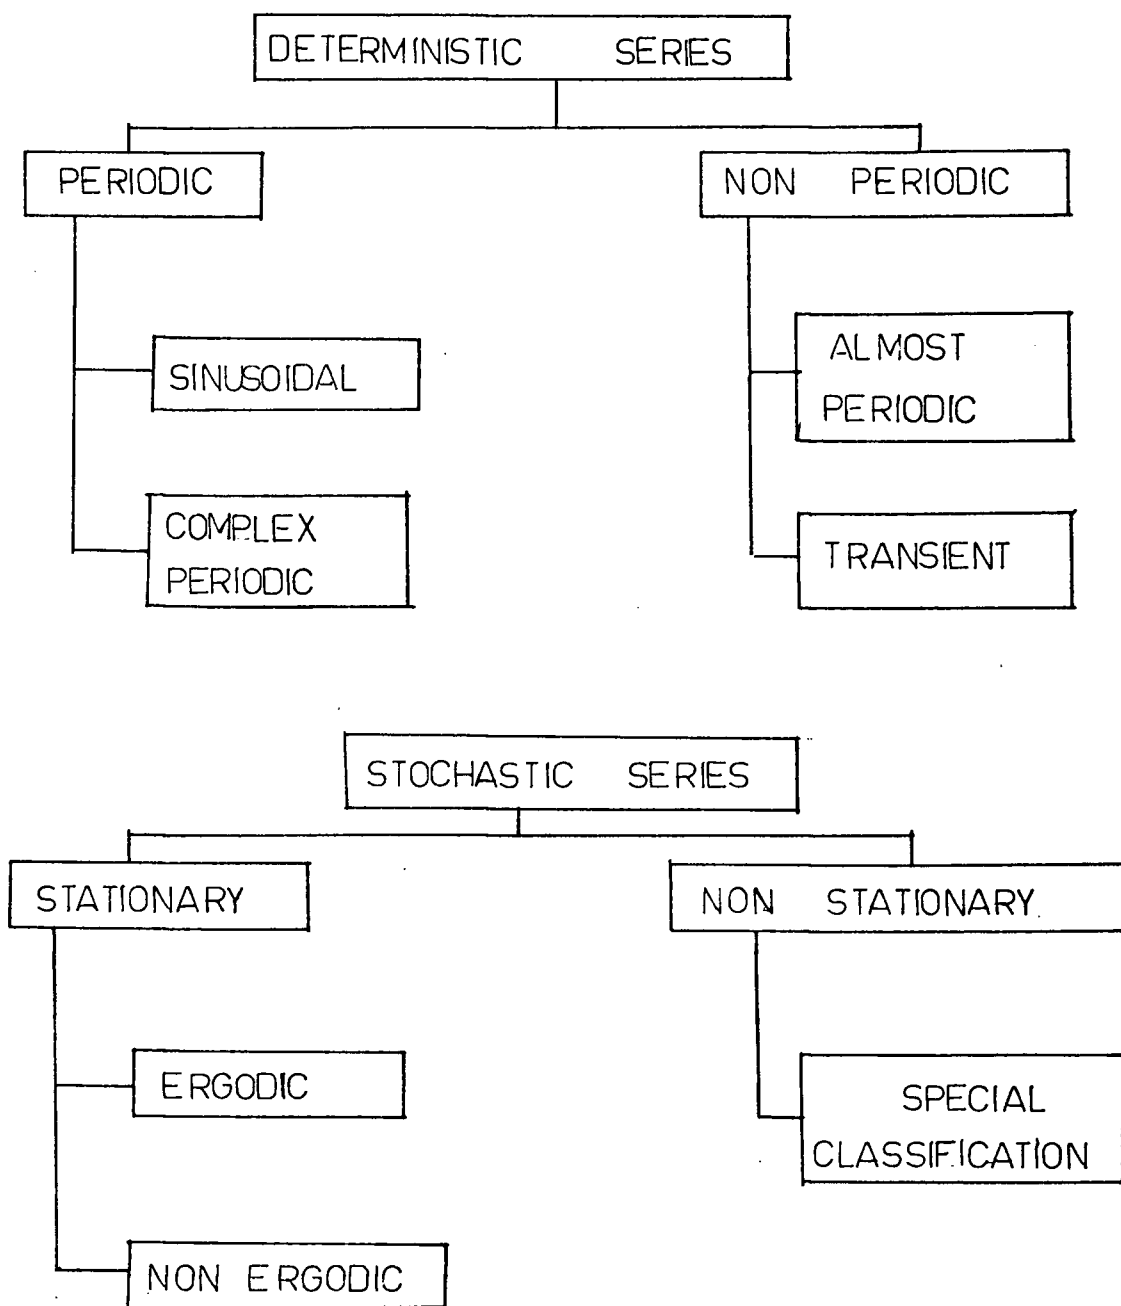 DETERMINISTIC SERIES
PERIODIC
NON PERIODIC
SINUSOIDAL
ALMOST
PERIODIC
COMPLEX
PERIODIC
TRANSIENT
STOCHASTIC SERIES
STATIONARY
NON STATIONARY
ERGODIC
SPECIAL
CLASSIFICATION
NON ERGODIC